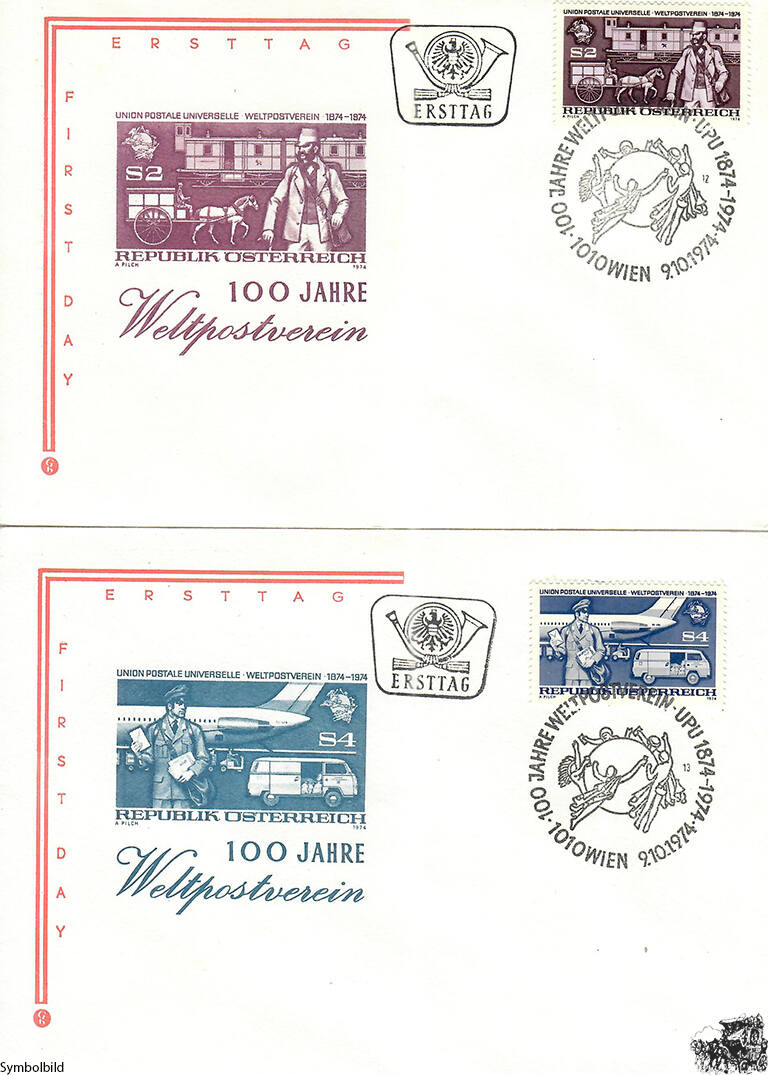 ERSTTAG
FIRST DAY
UNION POSTALE UNIVERSELLE · WELTPOSTVEREIN · 1874-1974
S2
REPUBLIK ÖSTERREICH
A PILCH 1974
100 JAHRE
Weltpostverein
ERSTTAG
UNION POSTALE UNIVERSELLE · WELTPOSTVEREIN · 1874-1974
S2
REPUBLIK ÖSTERREICH
A PILCH 1974
100 JAHRE WELTPOSTVEREIN · UPU 1874-1974 ·
12
· 1010 WIEN 9.10.1974
ERSTTAG
FIRST DAY
UNION POSTALE UNIVERSELLE · WELTPOSTVEREIN · 1874-1974
S4
REPUBLIK ÖSTERREICH
A PILCH 1974
100 JAHRE
Weltpostverein
ERSTTAG
UNION POSTALE UNIVERSELLE · WELTPOSTVEREIN · 1874-1974
S4
REPUBLIK ÖSTERREICH
A PILCH 1974
100 JAHRE WELTPOSTVEREIN · UPU 1874-1974 ·
13
· 1010 WIEN 9.10.1974
Symbolbild